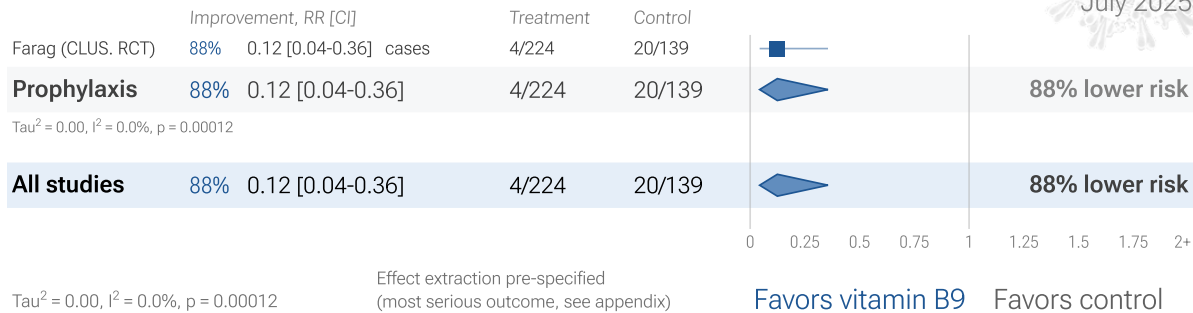 July 2025
Improvement, RR [CI] Treatment Control
Farag (CLUS. RCT) 88% 0.12 [0.04-0.36] cases 4/224 20/139
Prophylaxis 88% 0.12 [0.04-0.36] 4/224 20/139 88% lower risk
Tau² = 0.00, I² = 0.0%, p = 0.00012
All studies 88% 0.12 [0.04-0.36] 4/224 20/139 88% lower risk
0 0.25 0.5 0.75 1 1.25 1.5 1.75 2+
Effect extraction pre-specified
Tau² = 0.00, I² = 0.0%, p = 0.00012 (most serious outcome, see appendix) Favors vitamin B9 Favors control